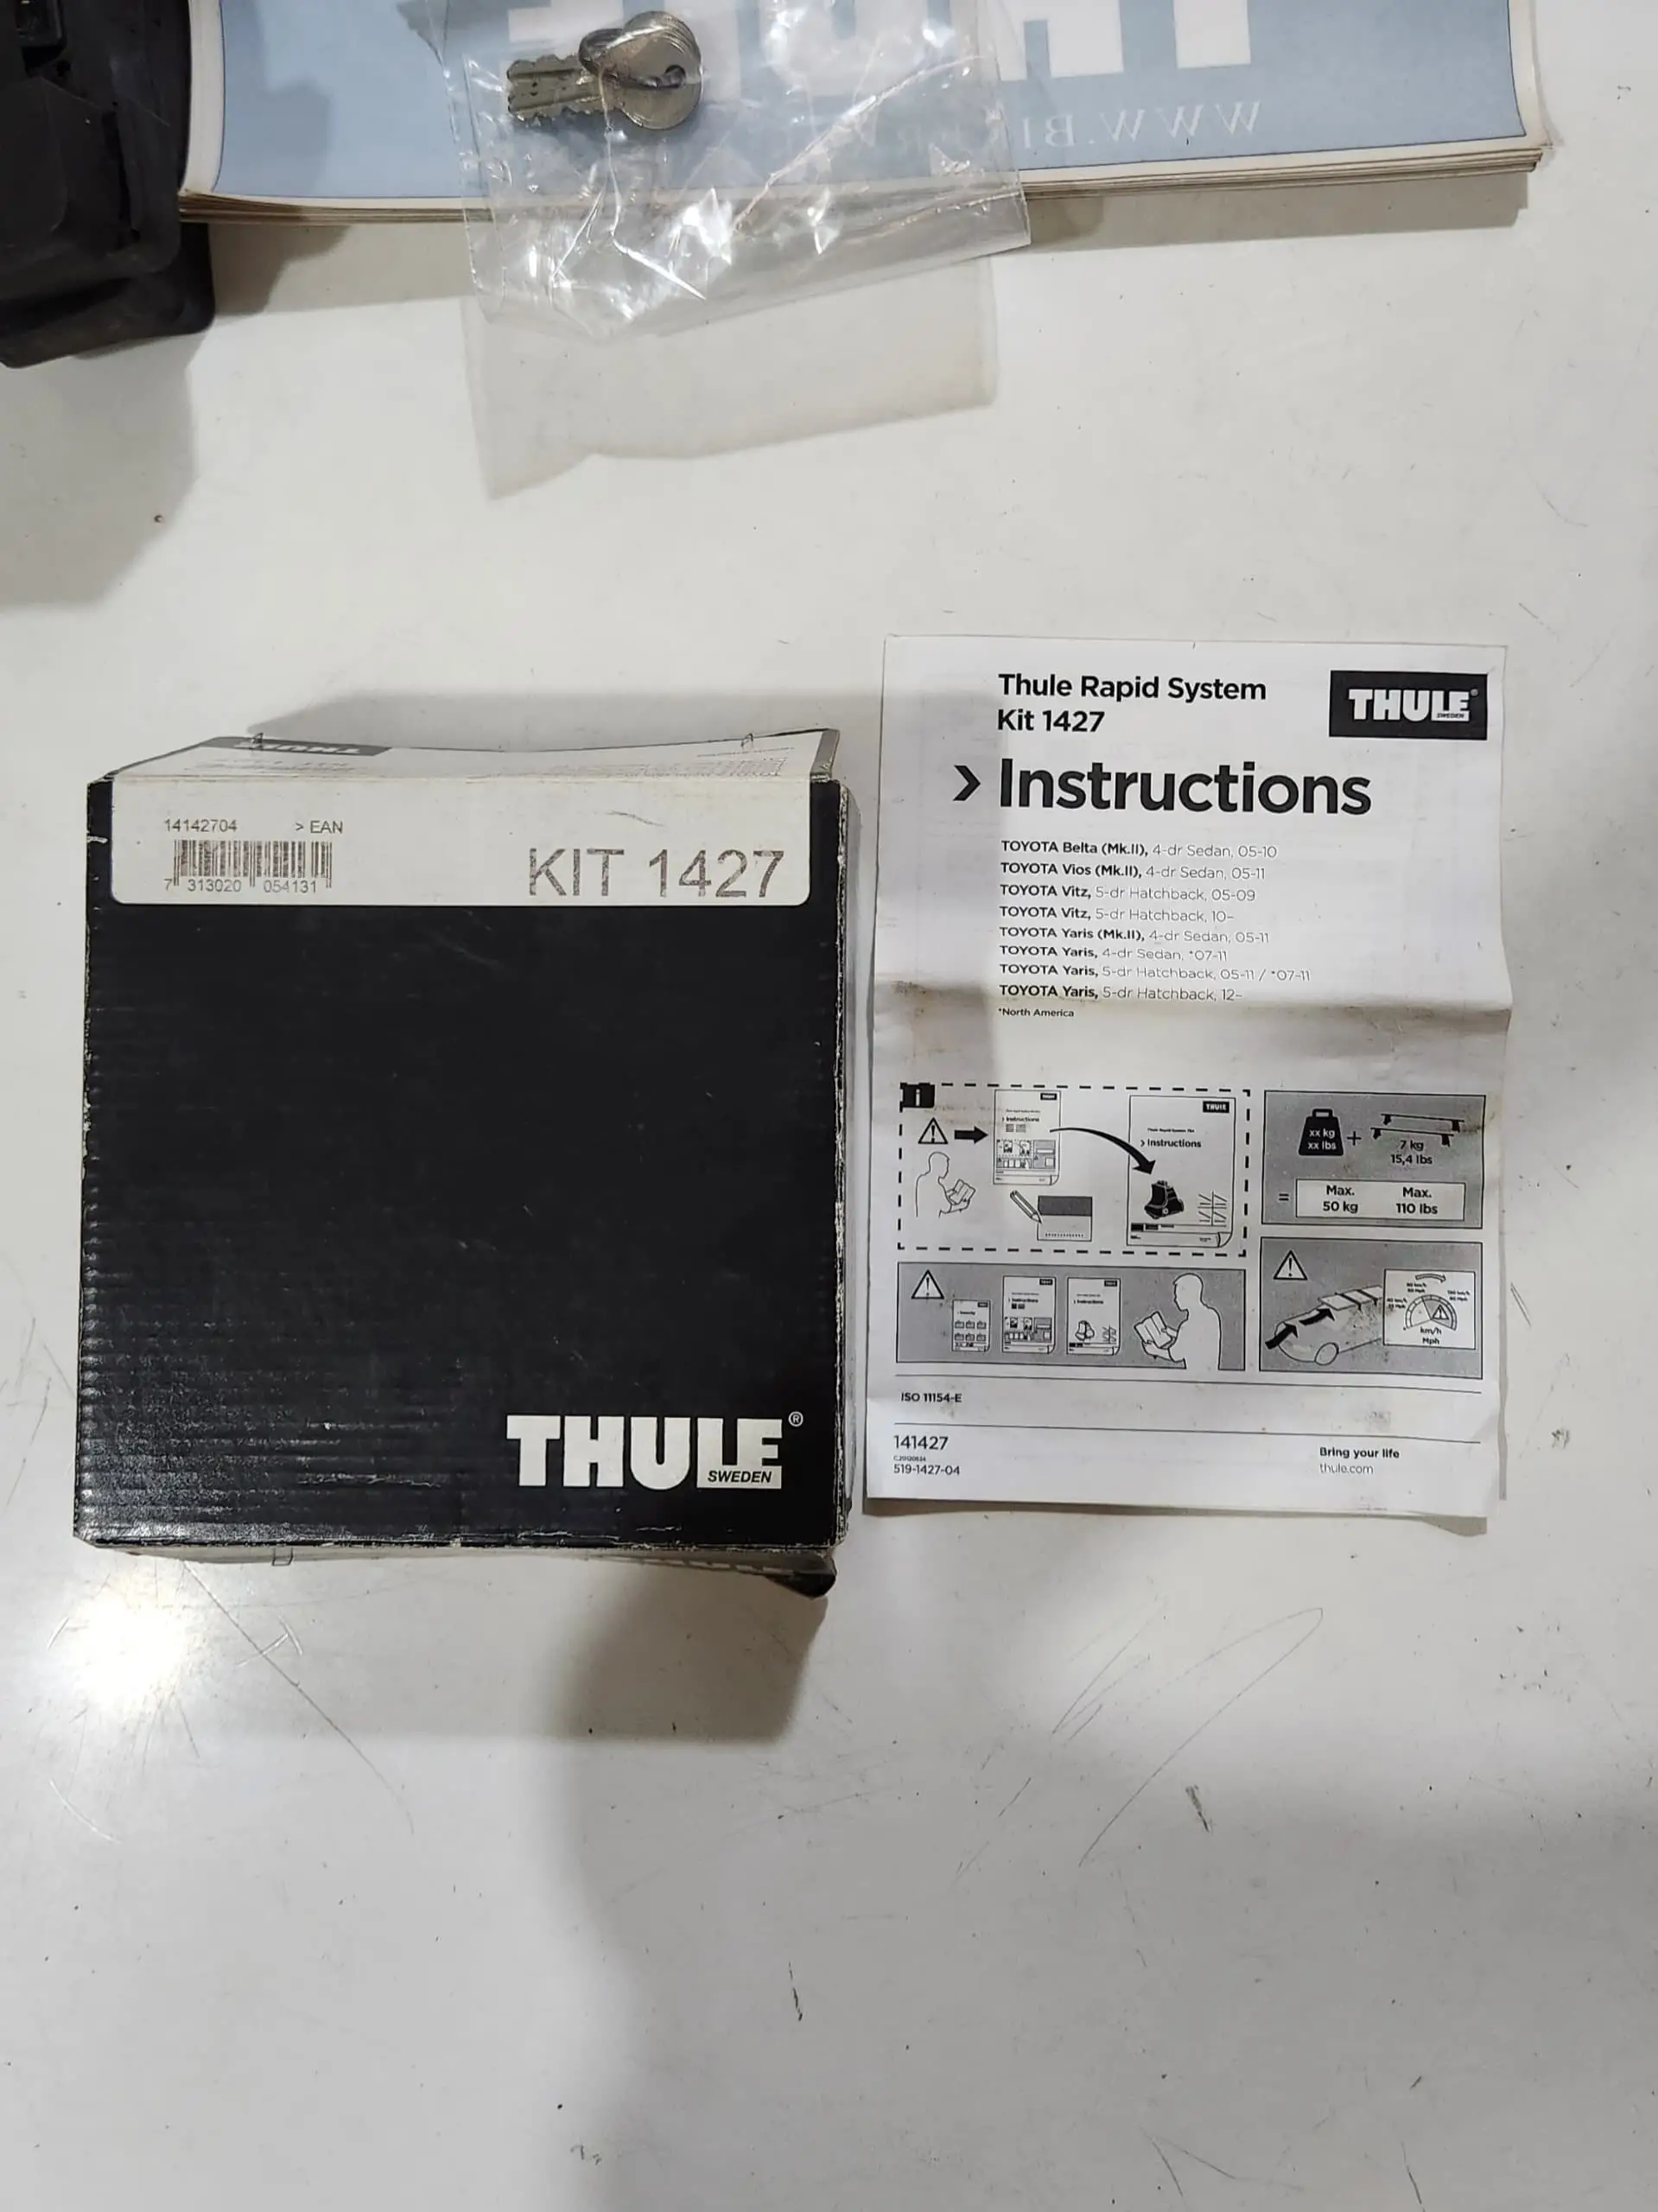 WWW.BI
14142704 > EAN
7 313020 054131
KIT 1427
THULE®
SWEDEN
Thule Rapid System
Kit 1427
THULE®
SWEDEN
> Instructions
TOYOTA Belta (Mk.II), 4-dr Sedan, 05-10
TOYOTA Vios (Mk.II), 4-dr Sedan, 05-11
TOYOTA Vitz, 5-dr Hatchback, 05-09
TOYOTA Vitz, 5-dr Hatchback, 10–
TOYOTA Yaris (Mk.II), 4-dr Sedan, 05-11
TOYOTA Yaris, 4-dr Sedan, *07-11
TOYOTA Yaris, 5-dr Hatchback, 05-11 / *07-11
TOYOTA Yaris, 5-dr Hatchback, 12–
*North America
i
THULE
> Instructions
> Instructions
xx kg
xx lbs
+
7 kg
15,4 lbs
=
Max.
50 kg
Max.
110 lbs
km/h
Mph
ISO 11154-E
141427
519-1427-04
Bring your life
thule.com